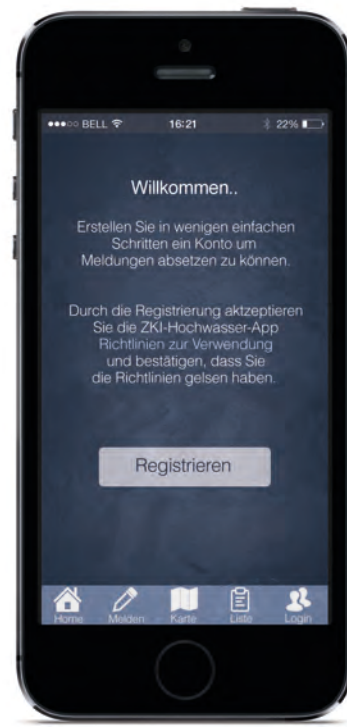 ●●●○○ BELL 16:21 22%
Willkommen..
Erstellen Sie in wenigen einfachen
Schritten ein Konto um
Meldungen absetzen zu können.
Durch die Registrierung aktzeptieren
Sie die ZKI-Hochwasser-App
Richtlinien zur Verwendung
und bestätigen, dass Sie
die Richtlinien gelsen haben.
Registrieren
Home Melden Karte Liste Login